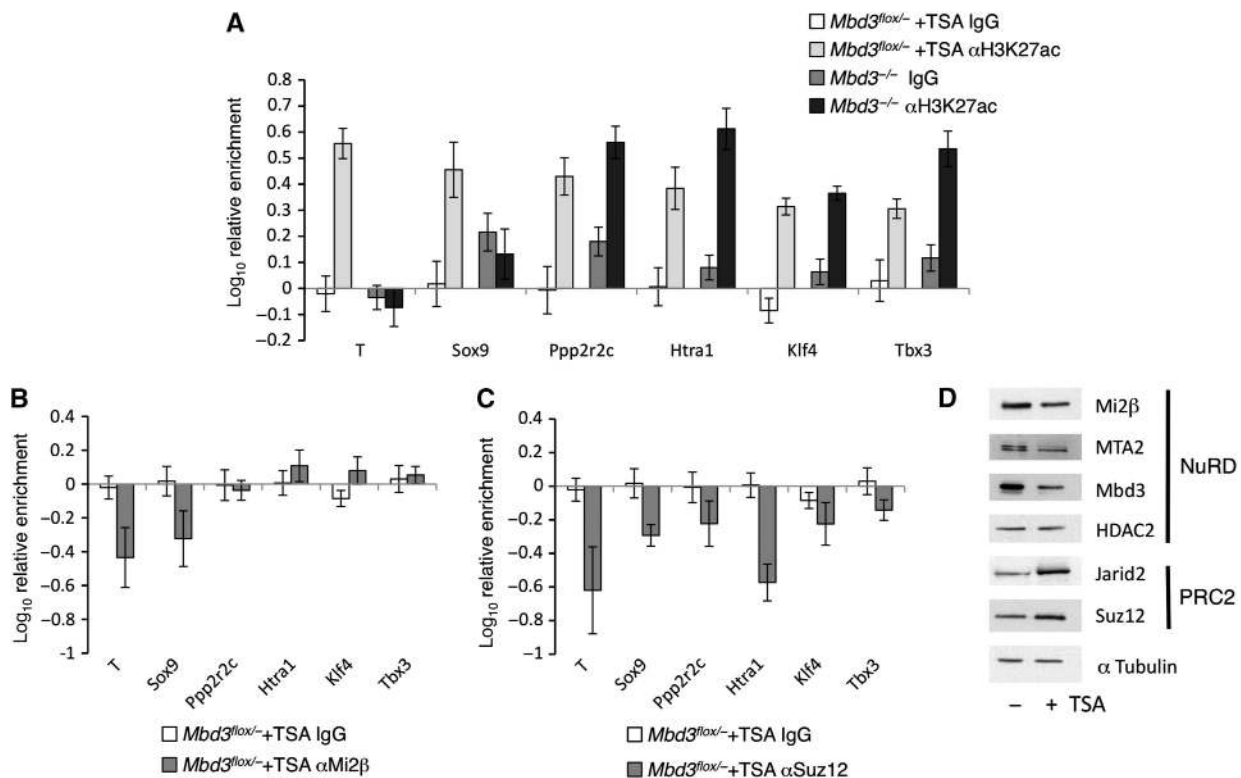 A
Mbd3flox/– +TSA IgG
Mbd3flox/– +TSA αH3K27ac
Mbd3–/– IgG
Mbd3–/– αH3K27ac
Log10 relative enrichment
0.8
0.7
0.6
0.5
0.4
0.3
0.2
0.1
0
–0.1
–0.2
T Sox9 Ppp2r2c Htra1 Klf4 Tbx3
B
Log10 relative enrichment
0.4
0.2
0
–0.2
–0.4
–0.6
–0.8
–1
T Sox9 Ppp2r2c Htra1 Klf4 Tbx3
Mbd3flox/–+TSA IgG
Mbd3flox/–+TSA αMi2β
C
Log10 relative enrichment
0.4
0.2
0
–0.2
–0.4
–0.6
–0.8
–1
T Sox9 Ppp2r2c Htra1 Klf4 Tbx3
Mbd3flox/–+TSA IgG
Mbd3flox/–+TSA αSuz12
D
Mi2β
MTA2
Mbd3
HDAC2
NuRD
Jarid2
Suz12
PRC2
α Tubulin
– + TSA